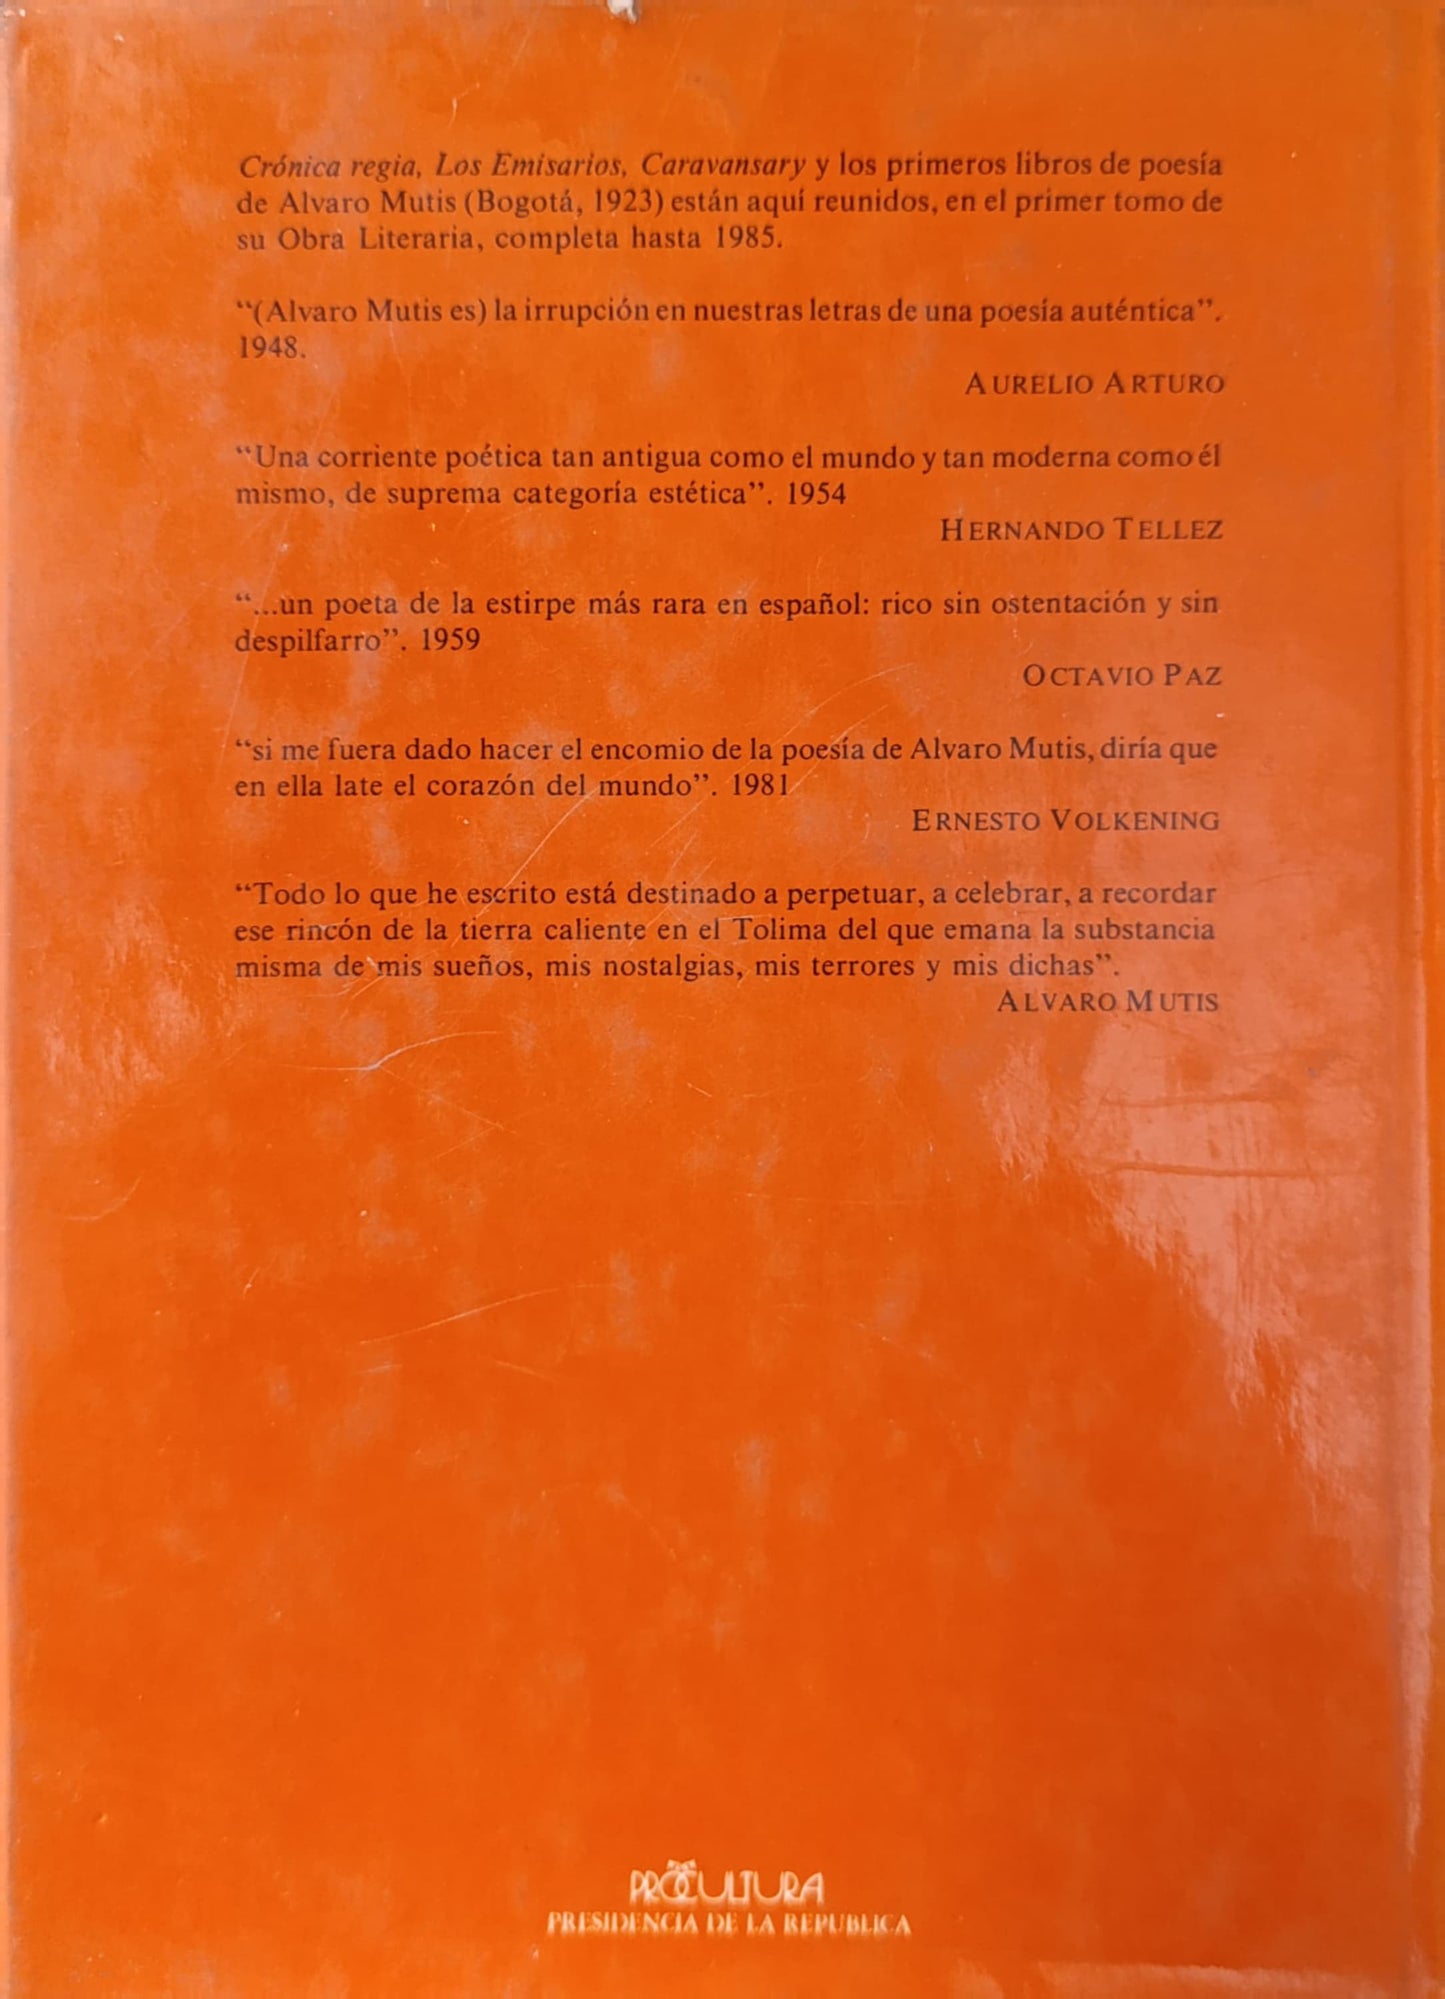 Crónica regia, Los Emisarios, Caravansary y los primeros libros de poesía
de Alvaro Mutis (Bogotá, 1923) están aquí reunidos, en el primer tomo de
su Obra Literaria, completa hasta 1985.
“(Alvaro Mutis es) la irrupción en nuestras letras de una poesía auténtica”.
1948.
AURELIO ARTURO
“Una corriente poética tan antigua como el mundo y tan moderna como él
mismo, de suprema categoría estética”. 1954
HERNANDO TELLEZ
“...un poeta de la estirpe más rara en español: rico sin ostentación y sin
despilfarro”. 1959
OCTAVIO PAZ
“si me fuera dado hacer el encomio de la poesía de Alvaro Mutis, diría que
en ella late el corazón del mundo”. 1981
ERNESTO VOLKENING
“Todo lo que he escrito está destinado a perpetuar, a celebrar, a recordar
ese rincón de la tierra caliente en el Tolima del que emana la substancia
misma de mis sueños, mis nostalgias, mis terrores y mis dichas”.
ALVARO MUTIS
PROCULTURA
PRESIDENCIA DE LA REPUBLICA